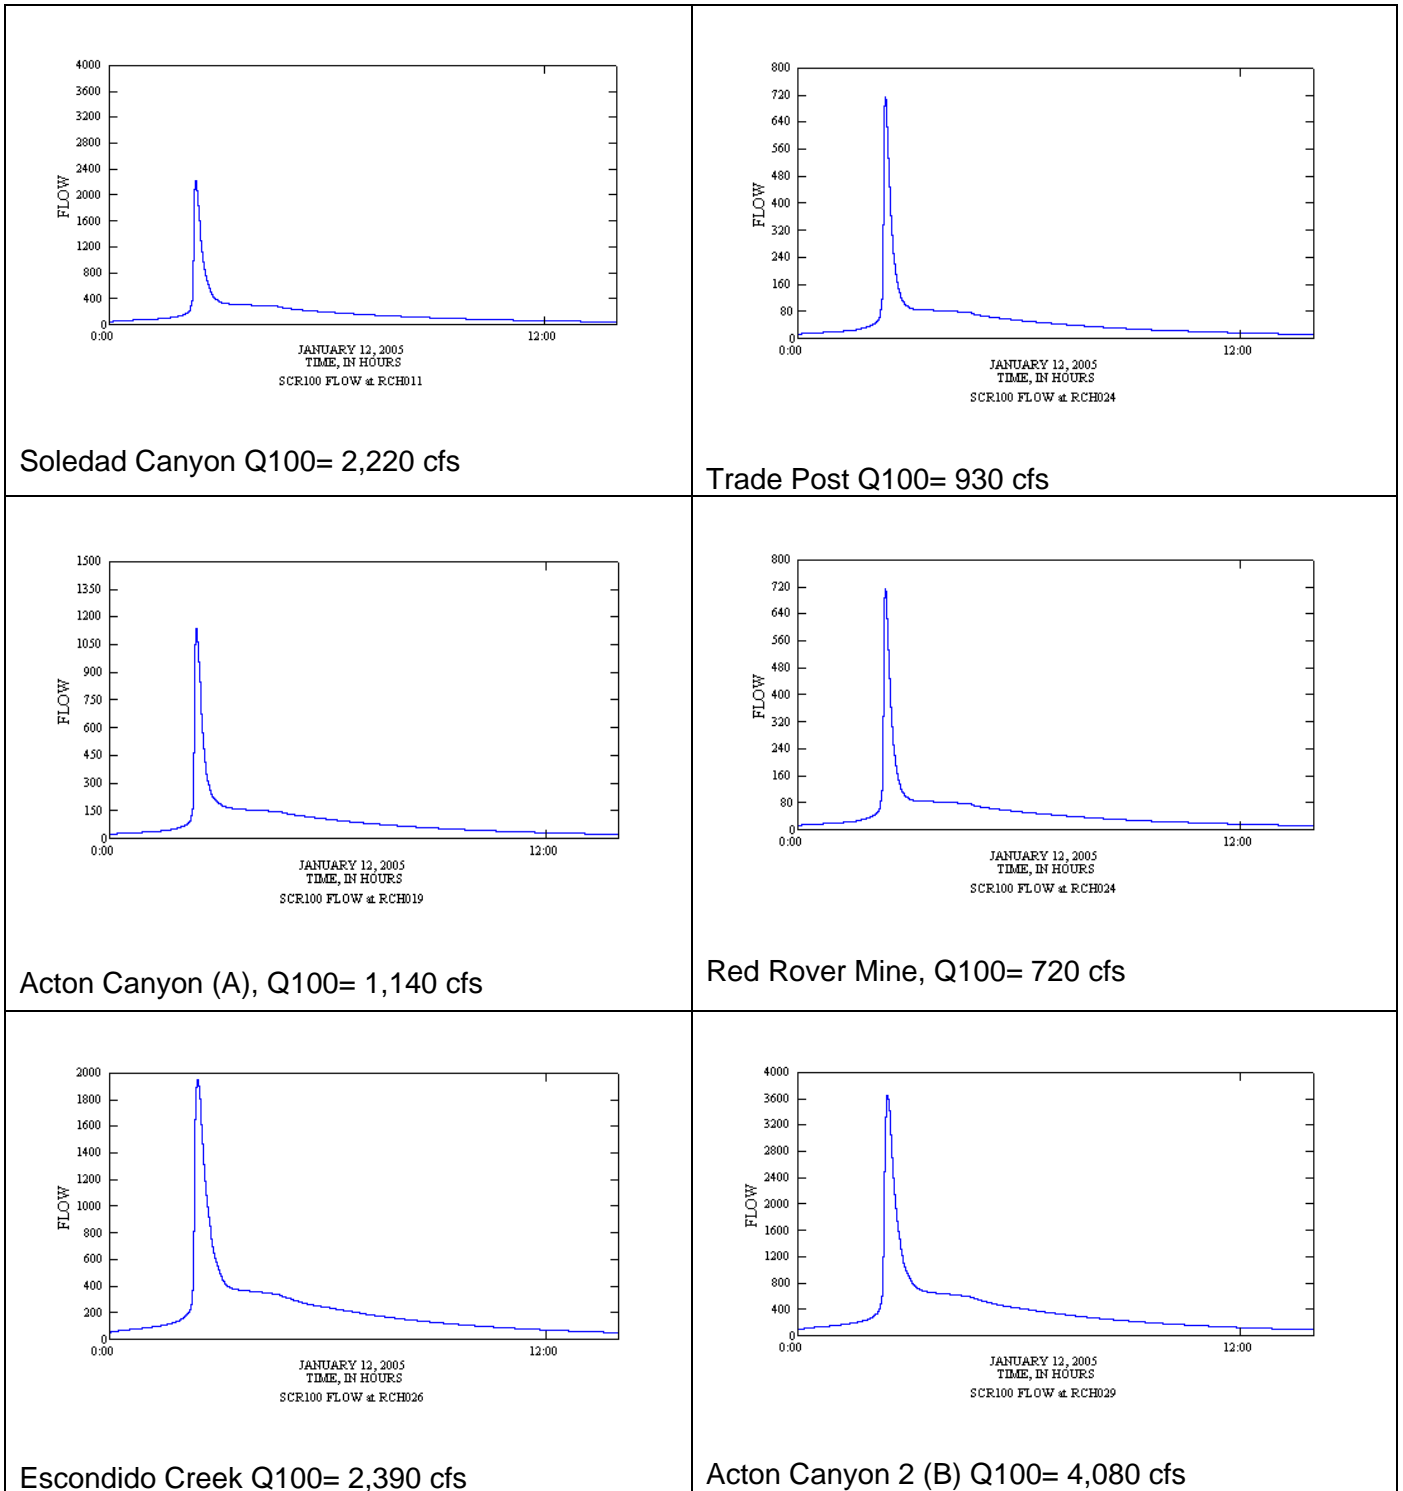 4000
3600
3200
2800
2400
2000
1600
1200
800
400
0
FLOW
0:00 12:00
JANUARY 12, 2005
TIME, IN HOURS
SCR100 FLOW at RCH011
Soledad Canyon Q100= 2,220 cfs
800
720
640
560
480
400
320
240
160
80
0
FLOW
0:00 12:00
JANUARY 12, 2005
TIME, IN HOURS
SCR100 FLOW at RCH024
Trade Post Q100= 930 cfs
1500
1350
1200
1050
900
750
600
450
300
150
0
FLOW
0:00 12:00
JANUARY 12, 2005
TIME, IN HOURS
SCR100 FLOW at RCH019
Acton Canyon (A), Q100= 1,140 cfs
800
720
640
560
480
400
320
240
160
80
0
FLOW
0:00 12:00
JANUARY 12, 2005
TIME, IN HOURS
SCR100 FLOW at RCH024
Red Rover Mine, Q100= 720 cfs
2000
1800
1600
1400
1200
1000
800
600
400
200
0
FLOW
0:00 12:00
JANUARY 12, 2005
TIME, IN HOURS
SCR100 FLOW at RCH026
Escondido Creek Q100= 2,390 cfs
4000
3600
3200
2800
2400
2000
1600
1200
800
400
0
FLOW
0:00 12:00
JANUARY 12, 2005
TIME, IN HOURS
SCR100 FLOW at RCH029
Acton Canyon 2 (B) Q100= 4,080 cfs